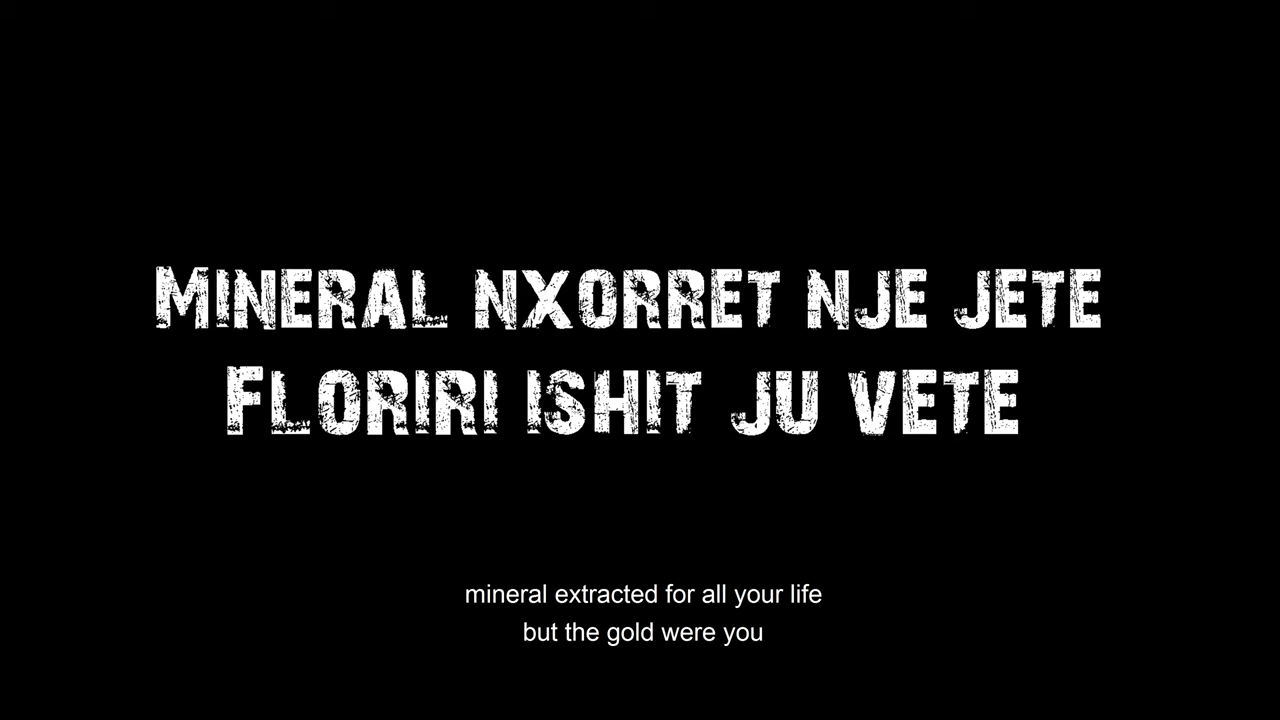 Mineral nxorret nje jete
Floriri ishit ju vete
mineral extracted for all your life
but the gold were you